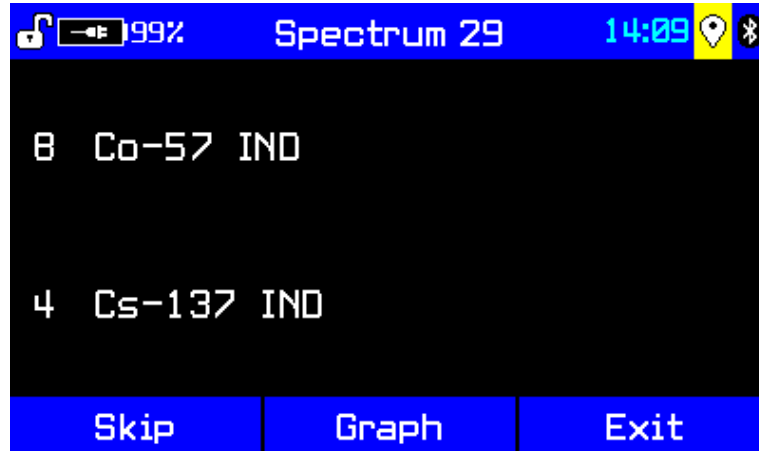 99% Spectrum 29 14:09
8 Co-57 IND
4 Cs-137 IND
Skip Graph Exit